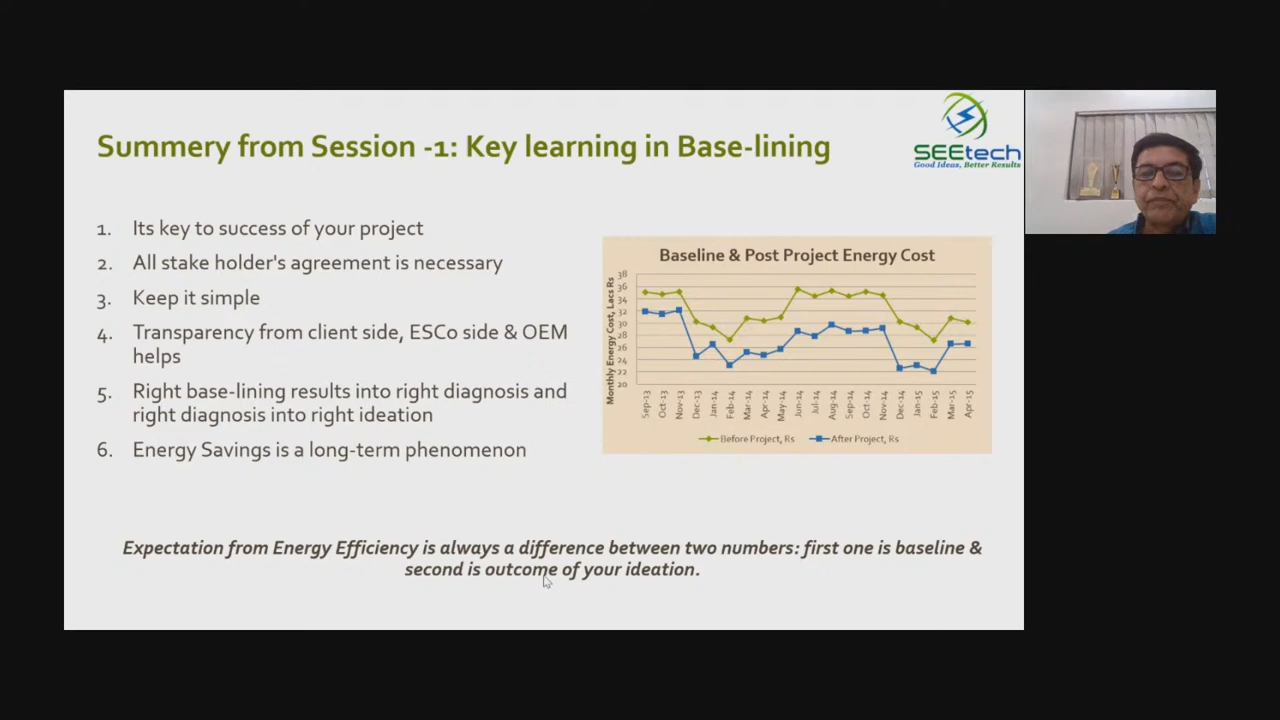 Summery from Session -1: Key learning in Base-lining
SEEtech
Good Ideas, Better Results
1. Its key to success of your project
2. All stake holder's agreement is necessary
3. Keep it simple
4. Transparency from client side, ESCo side & OEM
helps
5. Right base-lining results into right diagnosis and
right diagnosis into right ideation
6. Energy Savings is a long-term phenomenon
Baseline & Post Project Energy Cost
Monthly Energy Cost, Lacs Rs
38
36
34
32
30
28
26
24
22
20
Sep-13
Oct-13
Nov-13
Dec-13
Jan-14
Feb-14
Mar-14
Apr-14
May-14
Jun-14
Jul-14
Aug-14
Sep-14
Oct-14
Nov-14
Dec-14
Jan-15
Feb-15
Mar-15
Apr-15
Before Project, Rs
After Project, Rs
Expectation from Energy Efficiency is always a difference between two numbers: first one is baseline &
second is outcome of your ideation.